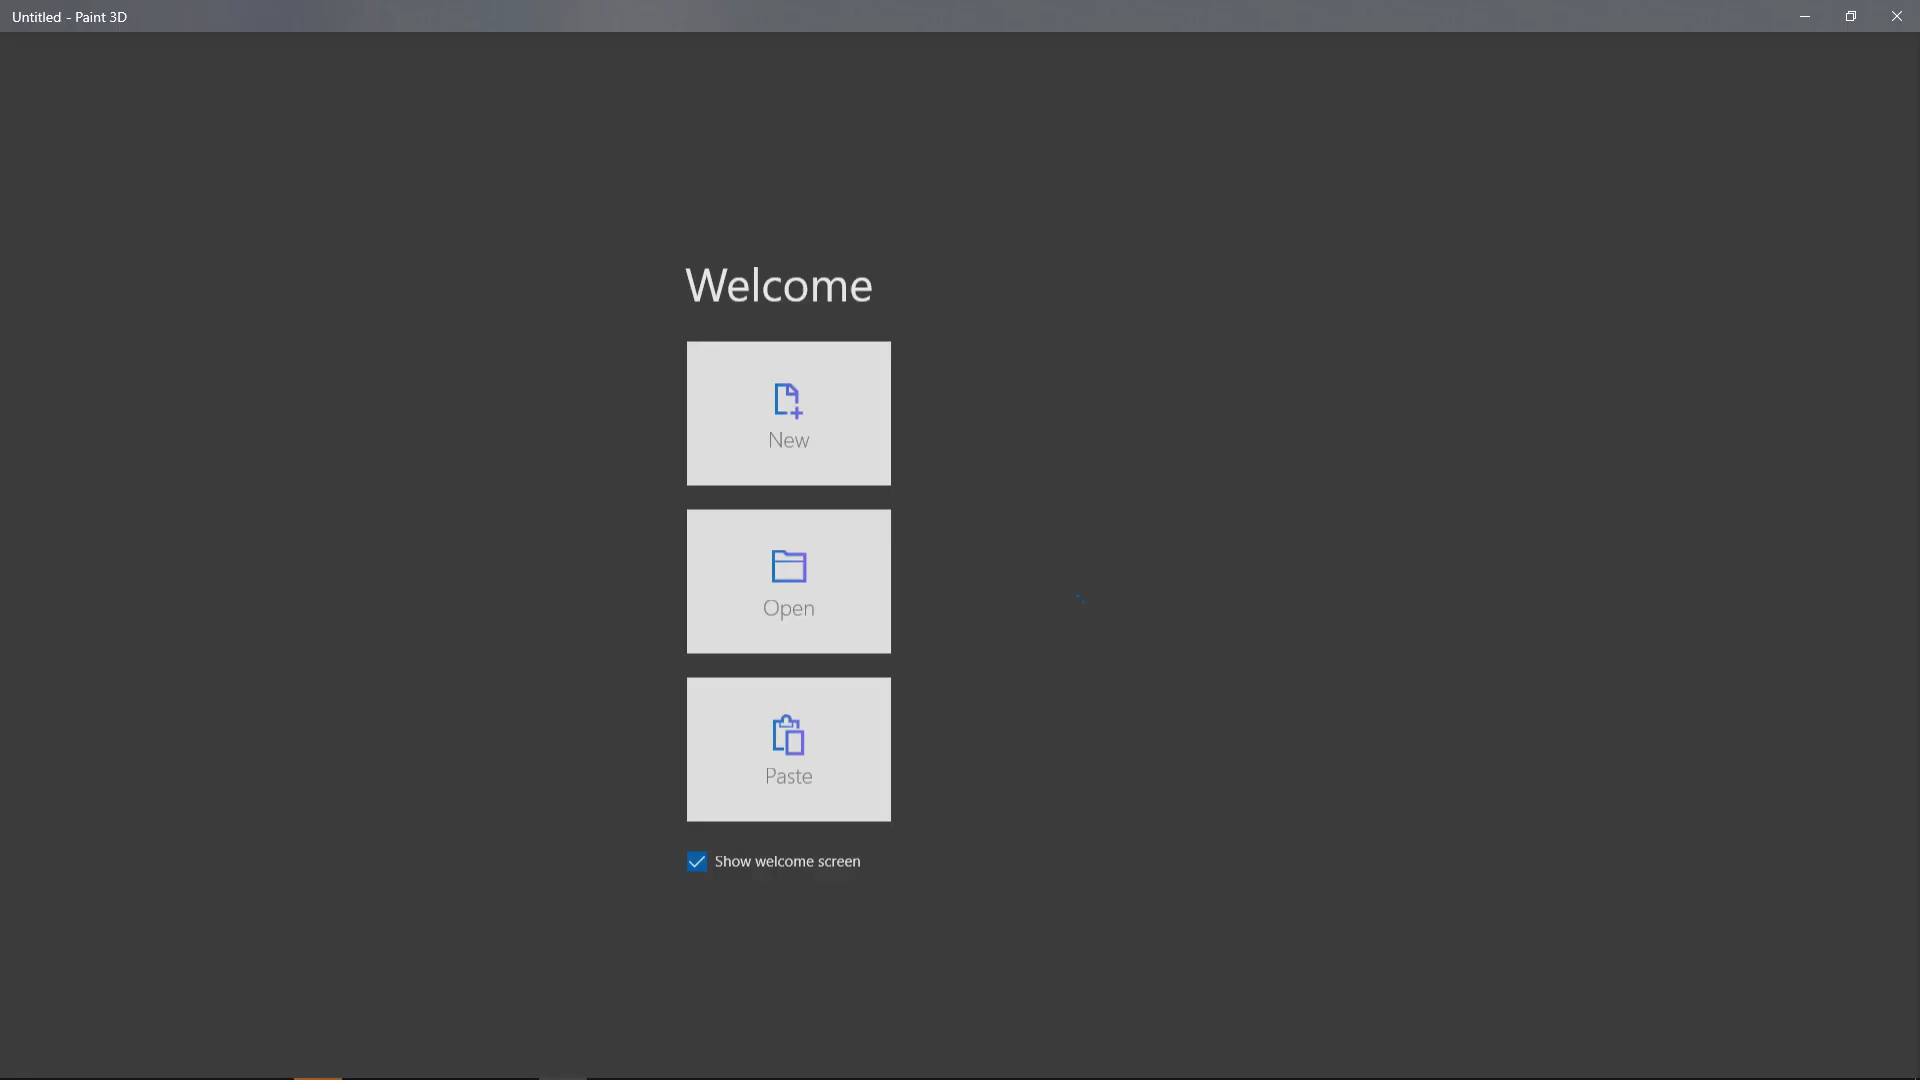 Untitled - Paint 3D
Welcome
New
Open
Paste
Show welcome screen